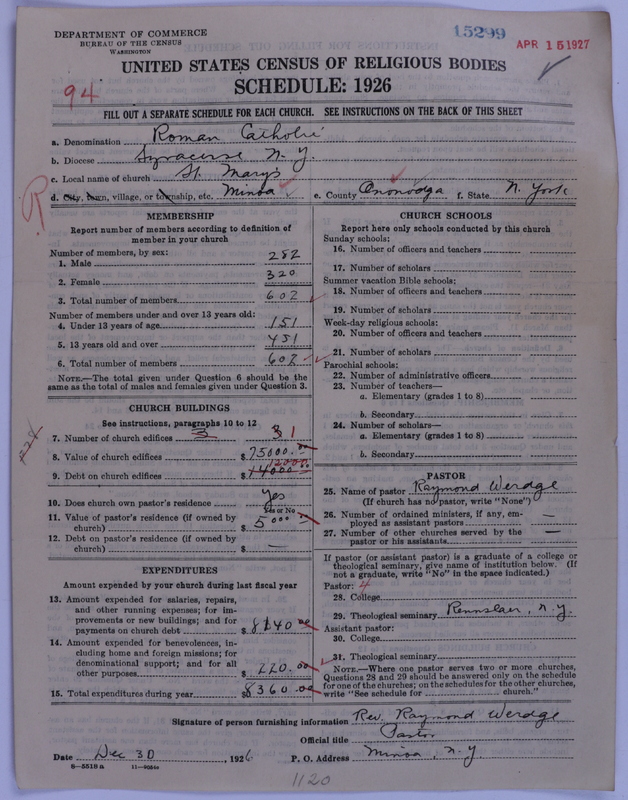 DEPARTMENT OF COMMERCE
BUREAU OF THE CENSUS
WASHINGTON
15299
APR 15 1927
UNITED STATES CENSUS OF RELIGIOUS BODIES
SCHEDULE: 1926
94
FILL OUT A SEPARATE SCHEDULE FOR EACH CHURCH. SEE INSTRUCTIONS ON THE BACK OF THIS SHEET
a. Denomination Roman Catholic
b. Diocese Syracuse N. Y.
c. Local name of church St. Marys
d. City, town, village, or township, etc. Minoa e. County Onondaga f. State N. York
R
MEMBERSHIP
Report number of members according to definition of
member in your church
Number of members, by sex:
1. Male 282
2. Female 320
3. Total number of members 602
Number of members under and over 13 years old:
4. Under 13 years of age 151
5. 13 years old and over 451
6. Total number of members 602
NOTE.—The total given under Question 6 should be the
same as the total of males and females given under Question 3.
CHURCH BUILDINGS
See instructions, paragraphs 10 to 12
7. Number of church edifices 3 3 1
8. Value of church edifices $ 75000.00
12000.00
9. Debt on church edifices $ 14000.00
10. Does church own pastor's residence Yes
Yes or No
11. Value of pastor's residence (if owned by
church) $ 5000.00
12. Debt on pastor's residence (if owned by
church) $ —
EXPENDITURES
Amount expended by your church during last fiscal year
13. Amount expended for salaries, repairs,
and other running expenses; for im-
provements or new buildings; and for
payments on church debt $ 8140.00
14. Amount expended for benevolences, in-
cluding home and foreign missions; for
denominational support; and for all
other purposes $ 220.00
15. Total expenditures during year $ 8360.00
CHURCH SCHOOLS
Report here only schools conducted by this church
Sunday schools:
16. Number of officers and teachers
17. Number of scholars
Summer vacation Bible schools:
18. Number of officers and teachers
19. Number of scholars
Week-day religious schools:
20. Number of officers and teachers
21. Number of scholars
Parochial schools:
22. Number of administrative officers
23. Number of teachers—
a. Elementary (grades 1 to 8)
b. Secondary
24. Number of scholars—
a. Elementary (grades 1 to 8)
b. Secondary
PASTOR
25. Name of pastor Raymond Werdge
(If church has no pastor, write "None")
26. Number of ordained ministers, if any, em-
ployed as assistant pastors —
27. Number of other churches served by the
pastor or his assistants —
If pastor (or assistant pastor) is a graduate of a college or
theological seminary, give name of institution below. (If
not a graduate, write "No" in the space indicated.)
Pastor: 4
28. College
29. Theological seminary Rennslaer, N.Y.
Assistant pastor:
30. College
31. Theological seminary
NOTE.—Where one pastor serves two or more churches,
Questions 28 and 29 should be answered only on the schedule
for one of the churches; on the schedules for the other churches,
write "See schedule for church."
Signature of person furnishing information Rev. Raymond Werdge
Official title Pastor
Date Dec 30, 1926 P. O. Address Minoa, N.Y.
8—5518 a
1120